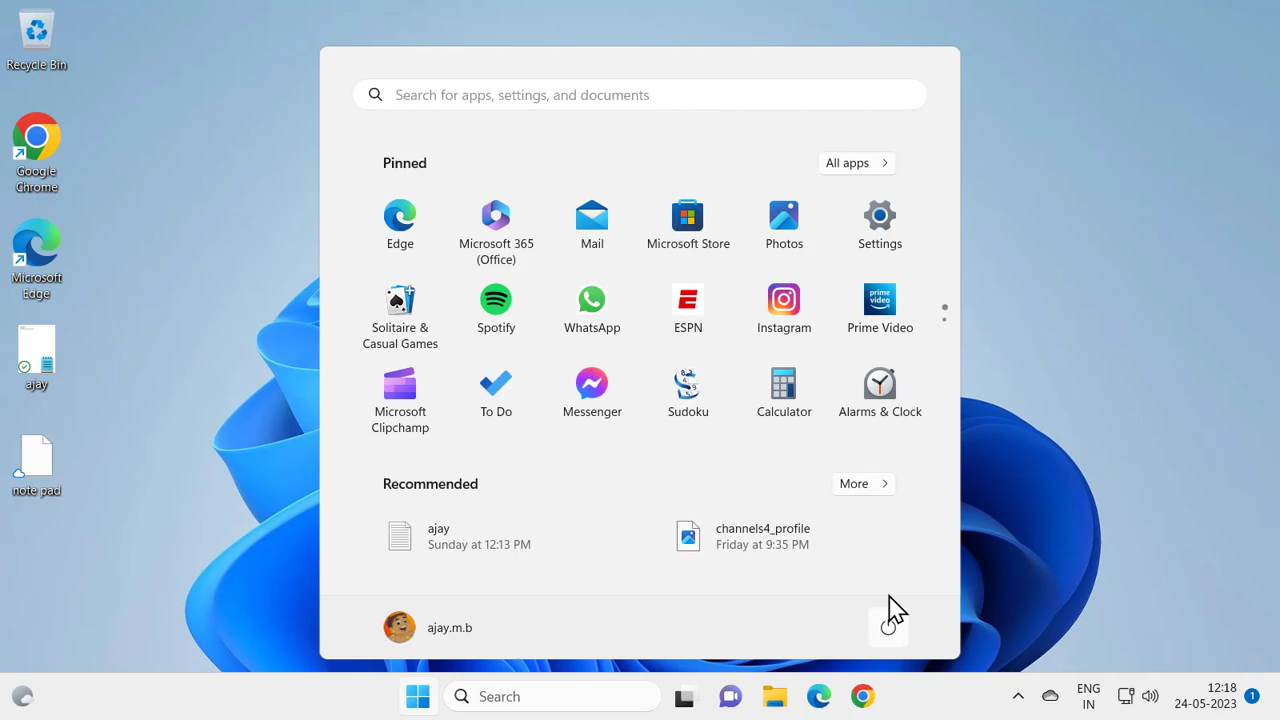 Recycle Bin
Google
Chrome
Microsoft
Edge
ajay
note pad
Search for apps, settings, and documents
Pinned
All apps
Edge
Microsoft 365
(Office)
Mail
Microsoft Store
Photos
Settings
Solitaire &
Casual Games
Spotify
WhatsApp
ESPN
Instagram
prime
video
Prime Video
Microsoft
Clipchamp
To Do
Messenger
Sudoku
Calculator
Alarms & Clock
Recommended
More
ajay
Sunday at 12:13 PM
channels4_profile
Friday at 9:35 PM
ajay.m.b
Search
ENG
IN
12:18
24-05-2023
1